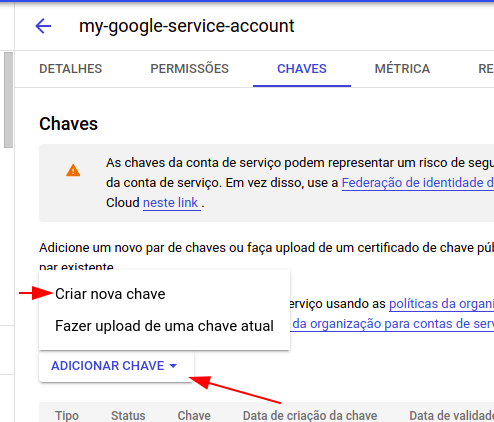 my-google-service-account
DETALHES PERMISSÕES CHAVES MÉTRICA RE
Chaves
As chaves da conta de serviço podem representar um risco de segu
da conta de serviço. Em vez disso, use a Federação de identidade d
Cloud neste link .
Adicione um novo par de chaves ou faça upload de um certificado de chave púb
par existente.
Criar nova chave
serviço usando as políticas da organi
Fazer upload de uma chave atual
da organização para contas de serv
ADICIONAR CHAVE
Tipo Status Chave Data de criação da chave Data de validad